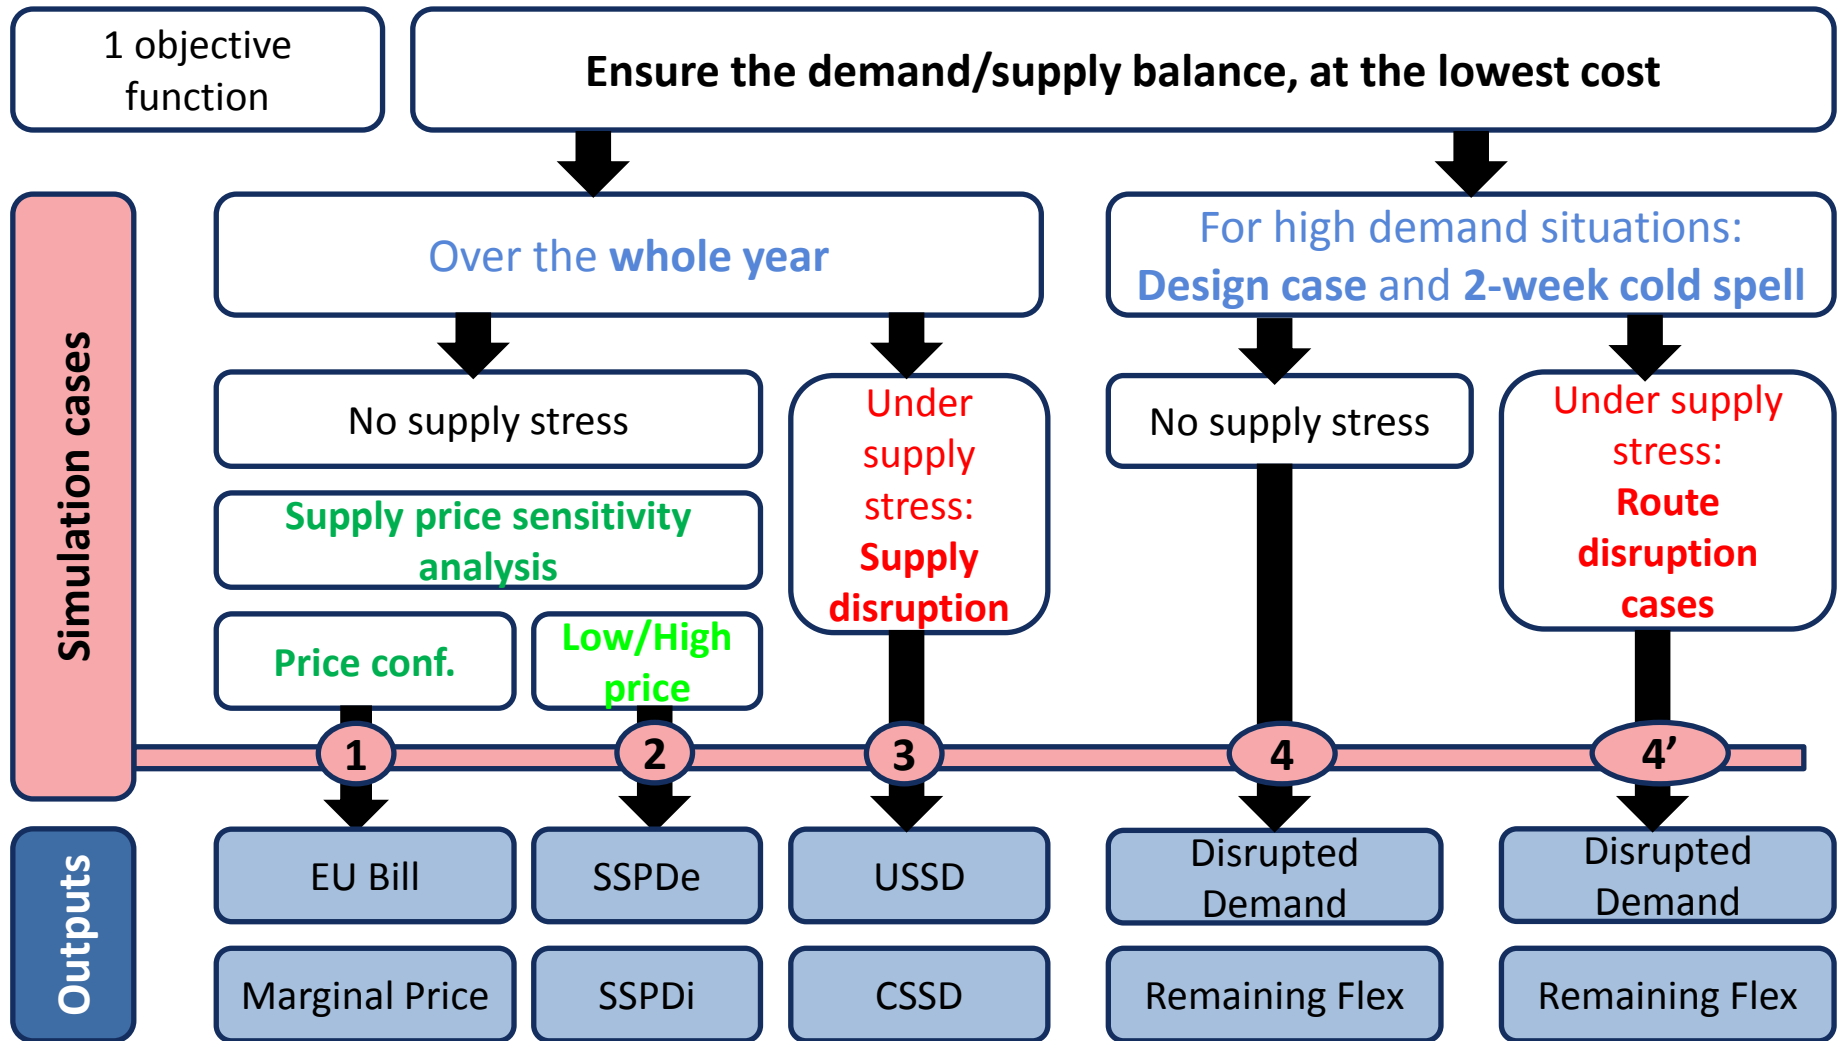 1 objective
function
Ensure the demand/supply balance, at the lowest cost
Simulation cases
Over the whole year
For high demand situations:
Design case and 2-week cold spell
No supply stress
Under
supply
stress:
Supply
disruption
No supply stress
Under supply
stress:
Route
disruption
cases
Supply price sensitivity
analysis
Price conf.
Low/High
price
1
2
3
4
4’
Outputs
EU Bill
SSPDe
USSD
Disrupted
Demand
Disrupted
Demand
Marginal Price
SSPDi
CSSD
Remaining Flex
Remaining Flex